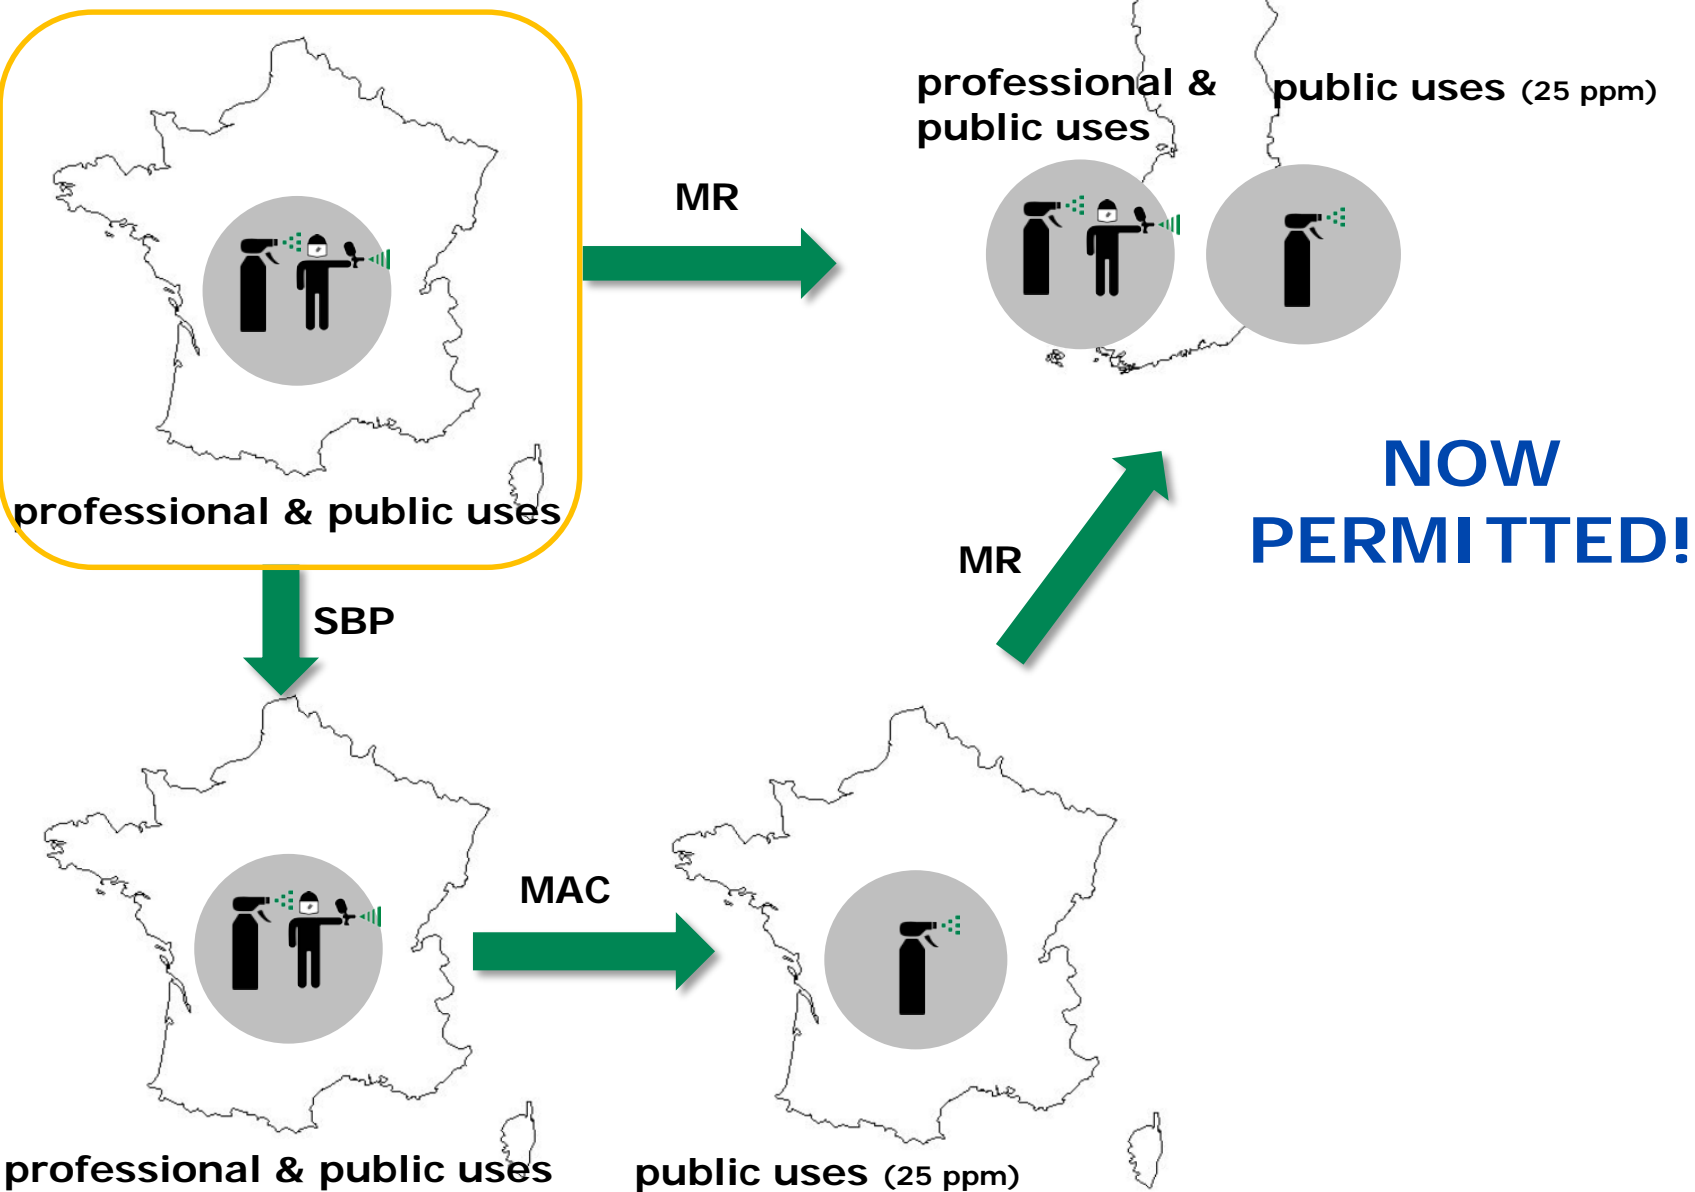 professional &
public uses
public uses (25 ppm)
MR
professional & public uses
NOW
PERMITTED!
MR
SBP
MAC
professional & public uses
public uses (25 ppm)